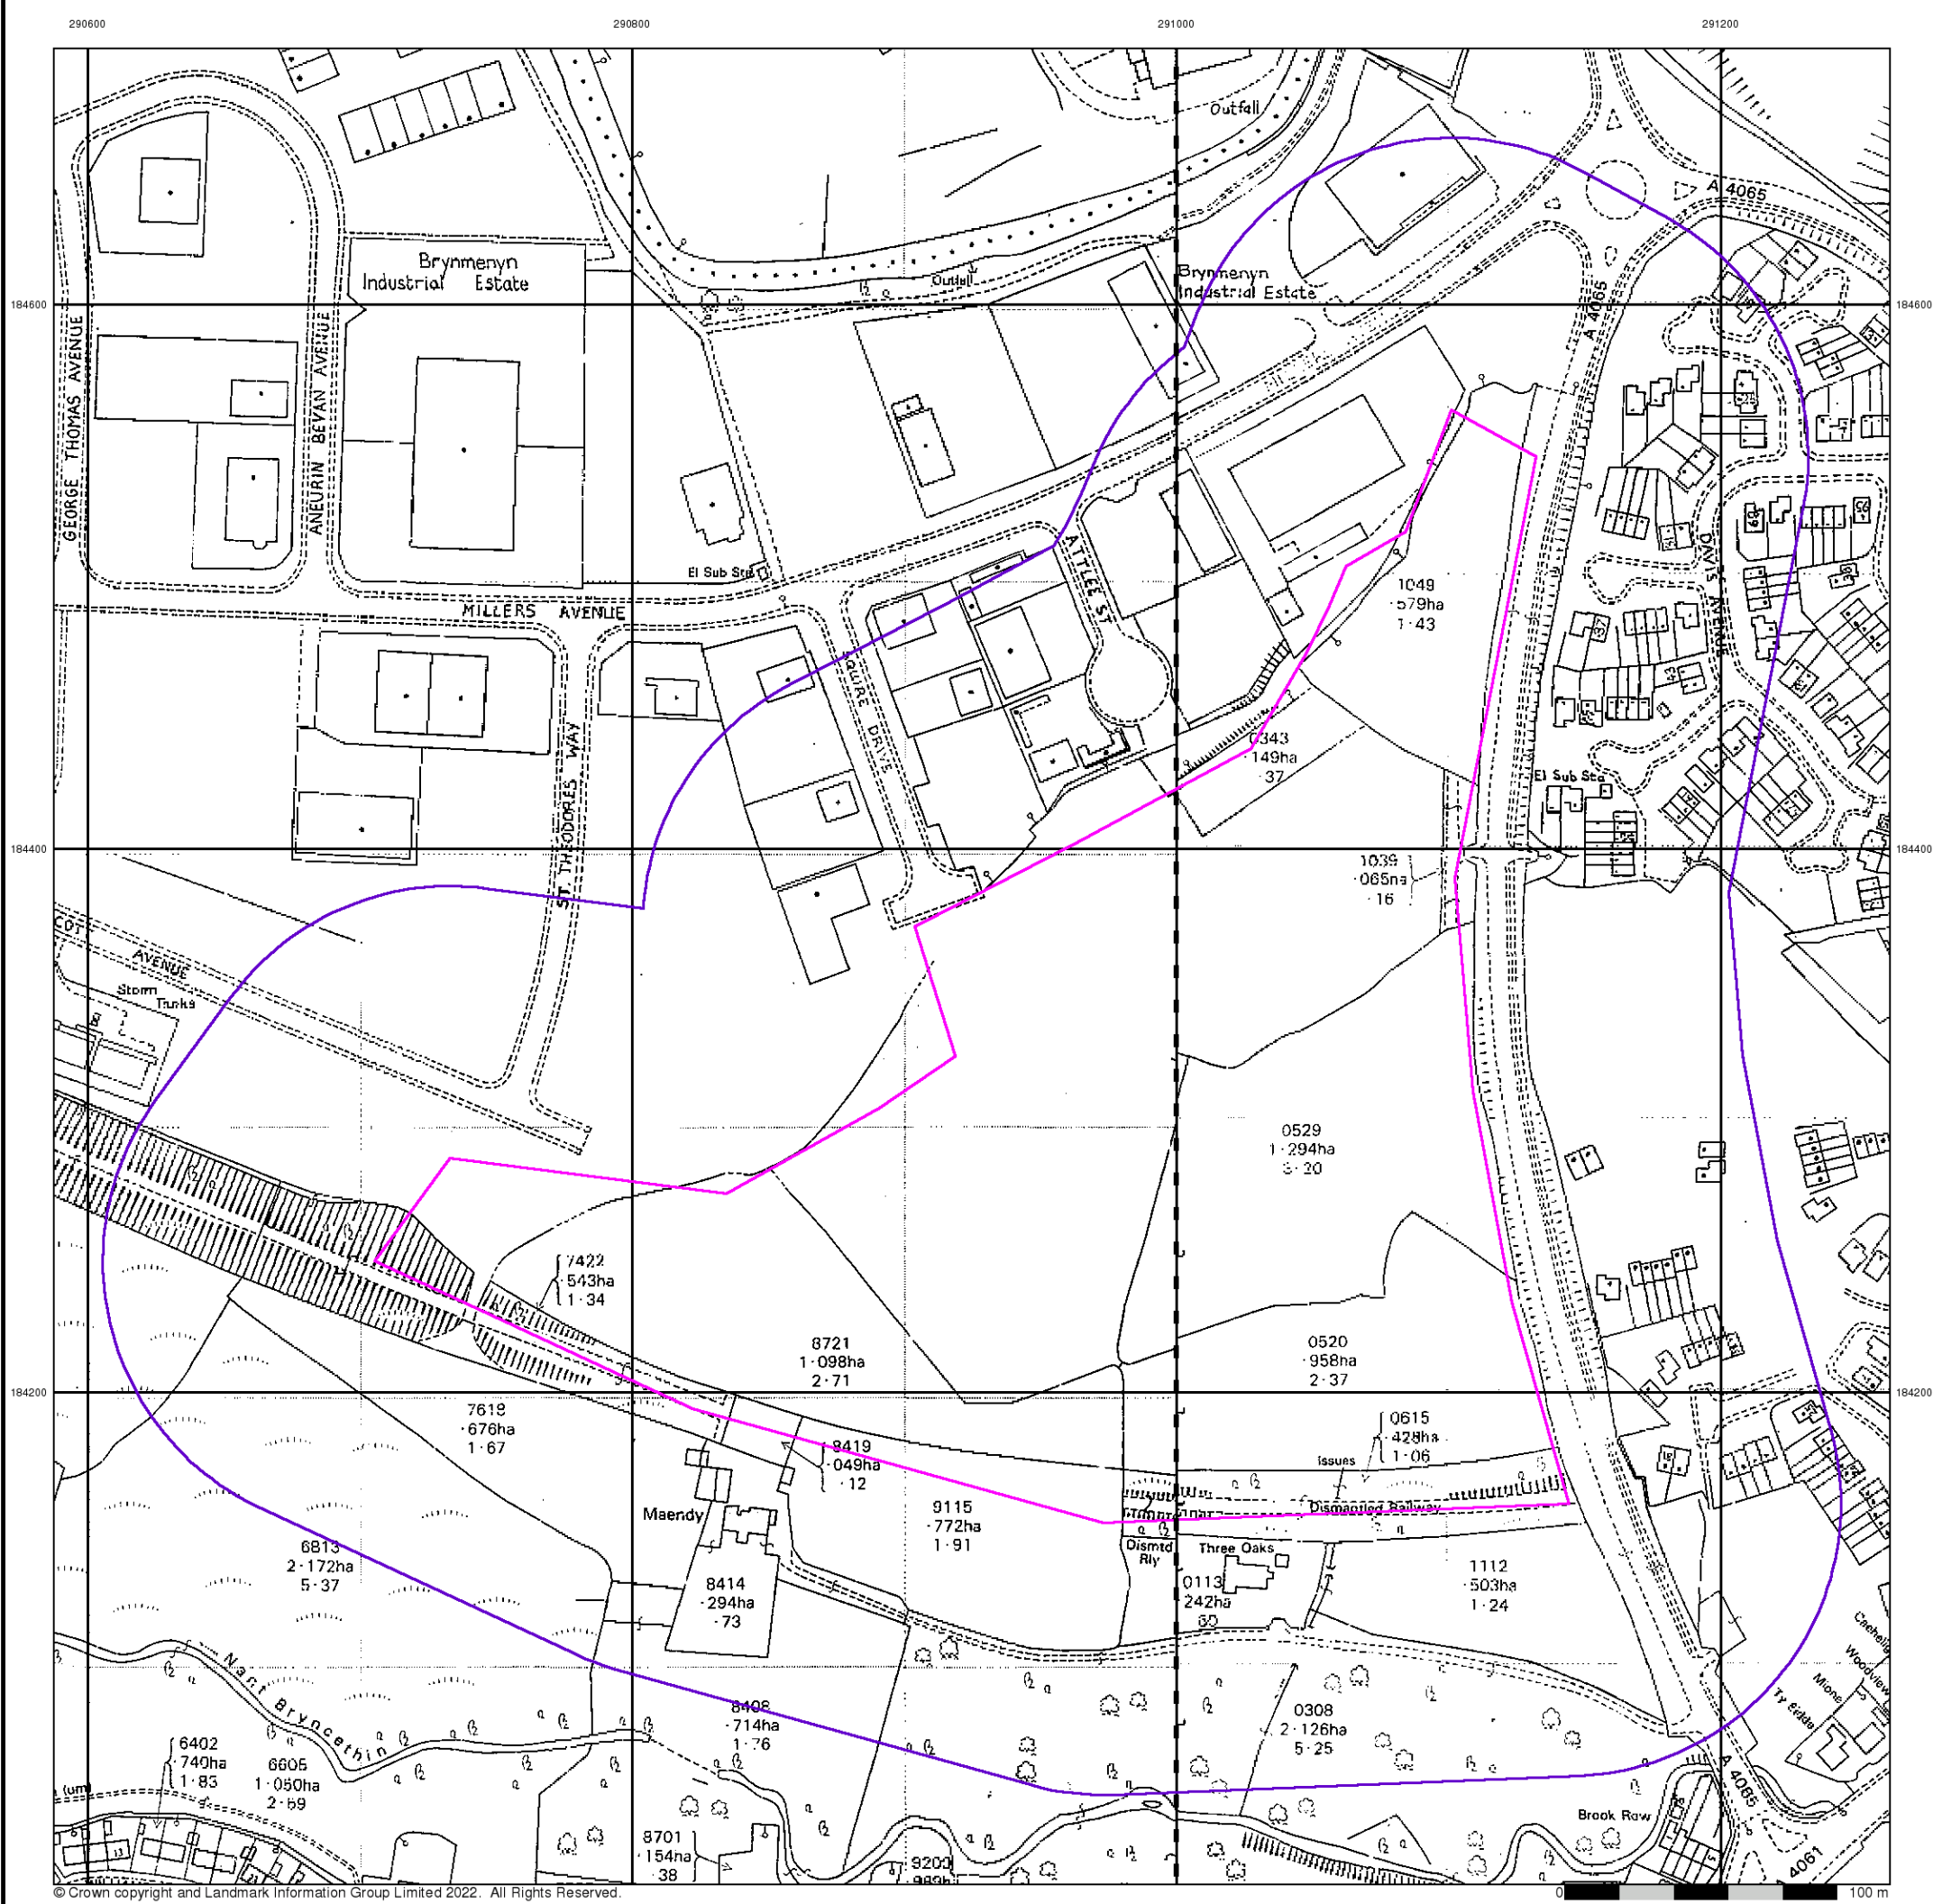 290600
290800
291000
291200
Outfall
A 4065
Brynmenyn
Industrial Estate
Outfall
Brynmenyn
Industrial Estate
184600
184600
A 4065
GEORGE THOMAS AVENUE
ANEURIN BEVAN AVENUE
El Sub Sta
MILLERS AVENUE
ATTLEE ST
DAVIS AVENUE
1049
·579ha
1·43
SQUIRE DRIVE
ST. THEODORES WAY
0343
·149ha
·37
El Sub Sta
184400
184400
1039
·065ha
·16
COT AVENUE
Storm
Tanks
0529
1·294ha
3·20
7422
·543ha
1·34
8721
1·098ha
2·71
0520
·958ha
2·37
184200
184200
7618
·676ha
1·67
8419
·049ha
·12
0615
·428ha
1·06
Issues
Maendy
9115
·772ha
1·91
Dismantled Railway
Dismtd
Rly
Three Oaks
6813
2·172ha
5·37
8414
·294ha
·73
0113
·242ha
·60
1112
·503ha
1·24
Nant Bryncethin
8408
·714ha
1·76
0308
2·126ha
5·25
Woodview
Mione
6402
·740ha
1·83
6605
1·050ha
2·59
(um)
A 4065
Brook Row
8701
·154ha
·38
9203
4061
© Crown copyright and Landmark Information Group Limited 2022. All Rights Reserved.
0
100 m